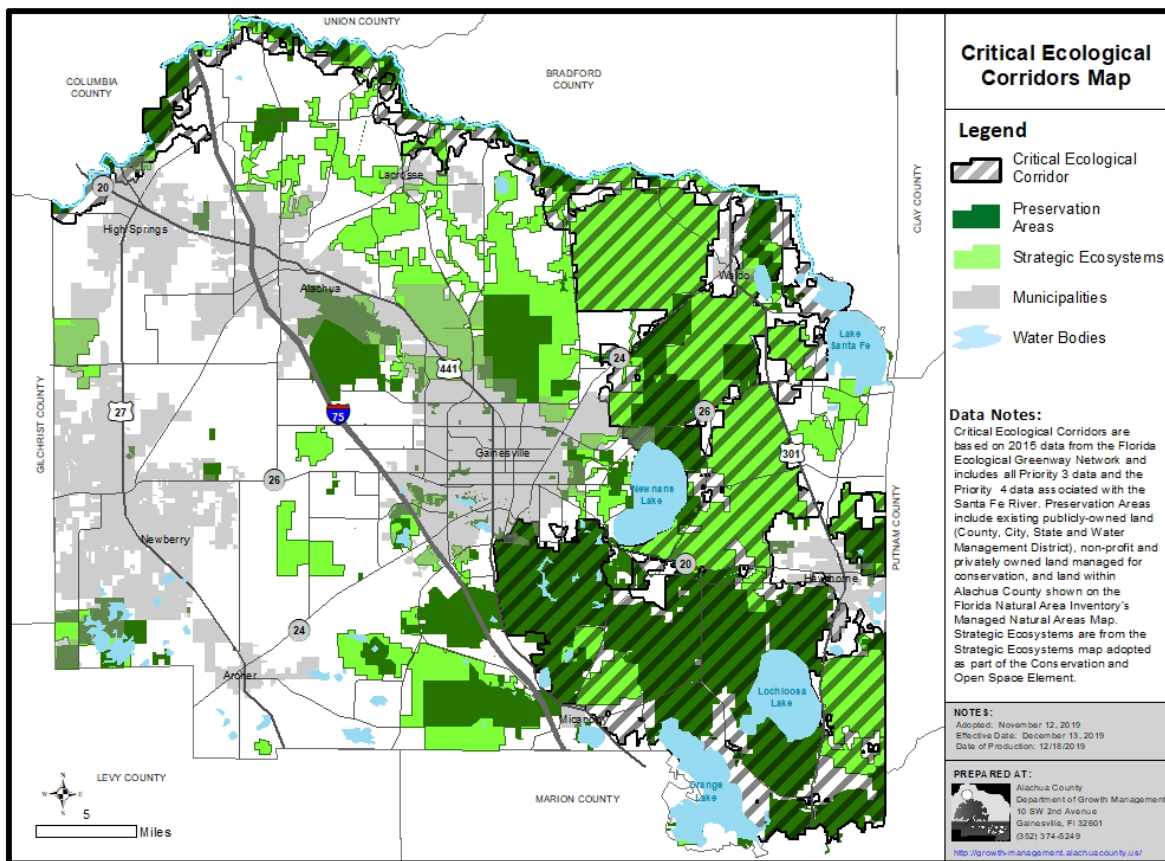 UNION COUNTY
COLUMBIA
COUNTY
BRADFORD
COUNTY
CLAY COUNTY
20
High Springs
Lacrosse
Alachua
Waldo
Lake
Santa Fe
24
441
27
75
26
301
GILCHRIST COUNTY
Gainesville
26
Newnans
Lake
PUTNAM COUNTY
Newberry
20
Hawthorne
24
Archer
Lochloosa
Lake
Micanopy
Orange
Lake
LEVY COUNTY
MARION COUNTY
N
W
E
S
5
Miles
Critical Ecological
Corridors Map
Legend
Critical Ecological
Corridor
Preservation
Areas
Strategic Ecosystems
Municipalities
Water Bodies
Data Notes:
Critical Ecological Corridors are
based on 2015 data from the Florida
Ecological Greenway Network and
includes all Priority 3 data and the
Priority 4 data associated with the
Santa Fe River. Preservation Areas
include existing publicly-owned land
(County, City, State and Water
Management District), non-profit and
privately owned land managed for
conservation, and land within
Alachua County shown on the
Florida Natural Area Inventory's
Managed Natural Areas Map.
Strategic Ecosystems are from the
Strategic Ecosystems map adopted
as part of the Conservation and
Open Space Element.
NOTES:
Adopted: November 12, 2019
Effective Date: December 13, 2019
Date of Production: 12/18/2019
PREPARED AT:
Alachua County
Department of Growth Management
10 SW 2nd Avenue
Gainesville, Fl 32601
(352) 374-5249
http://growth-management.alachuacounty.us/